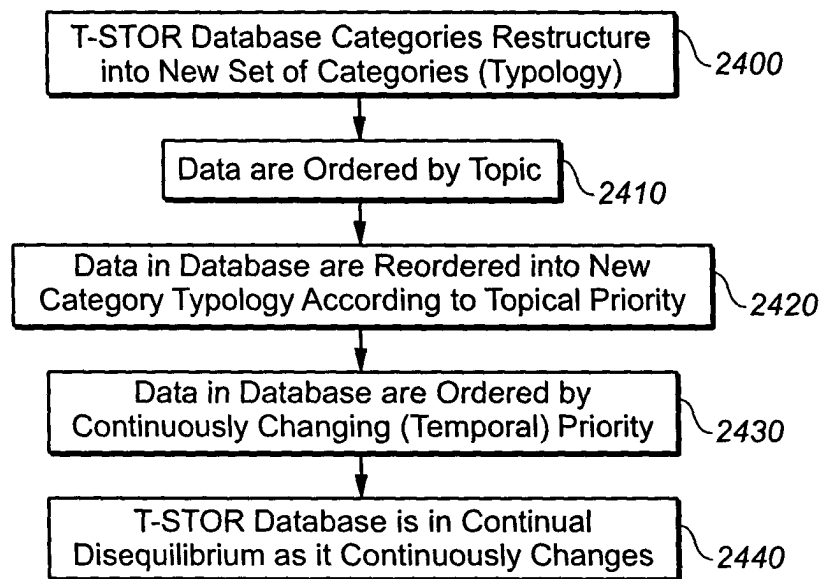 T-STOR Database Categories Restructure
into New Set of Categories (Typology)
2400
Data are Ordered by Topic
2410
Data in Database are Reordered into New
Category Typology According to Topical Priority
2420
Data in Database are Ordered by
Continuously Changing (Temporal) Priority
2430
T-STOR Database is in Continual
Disequilibrium as it Continuously Changes
2440